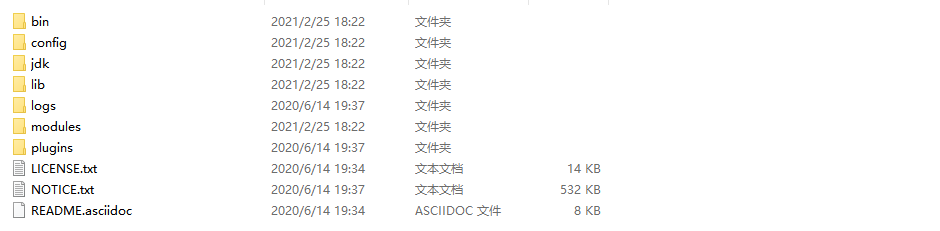 bin 2021/2/25 18:22 文件夹
config 2021/2/25 18:22 文件夹
jdk 2021/2/25 18:22 文件夹
lib 2021/2/25 18:22 文件夹
logs 2020/6/14 19:37 文件夹
modules 2021/2/25 18:22 文件夹
plugins 2020/6/14 19:37 文件夹
LICENSE.txt 2020/6/14 19:34 文本文档 14 KB
NOTICE.txt 2020/6/14 19:37 文本文档 532 KB
README.asciidoc 2020/6/14 19:34 ASCIIDOC 文件 8 KB